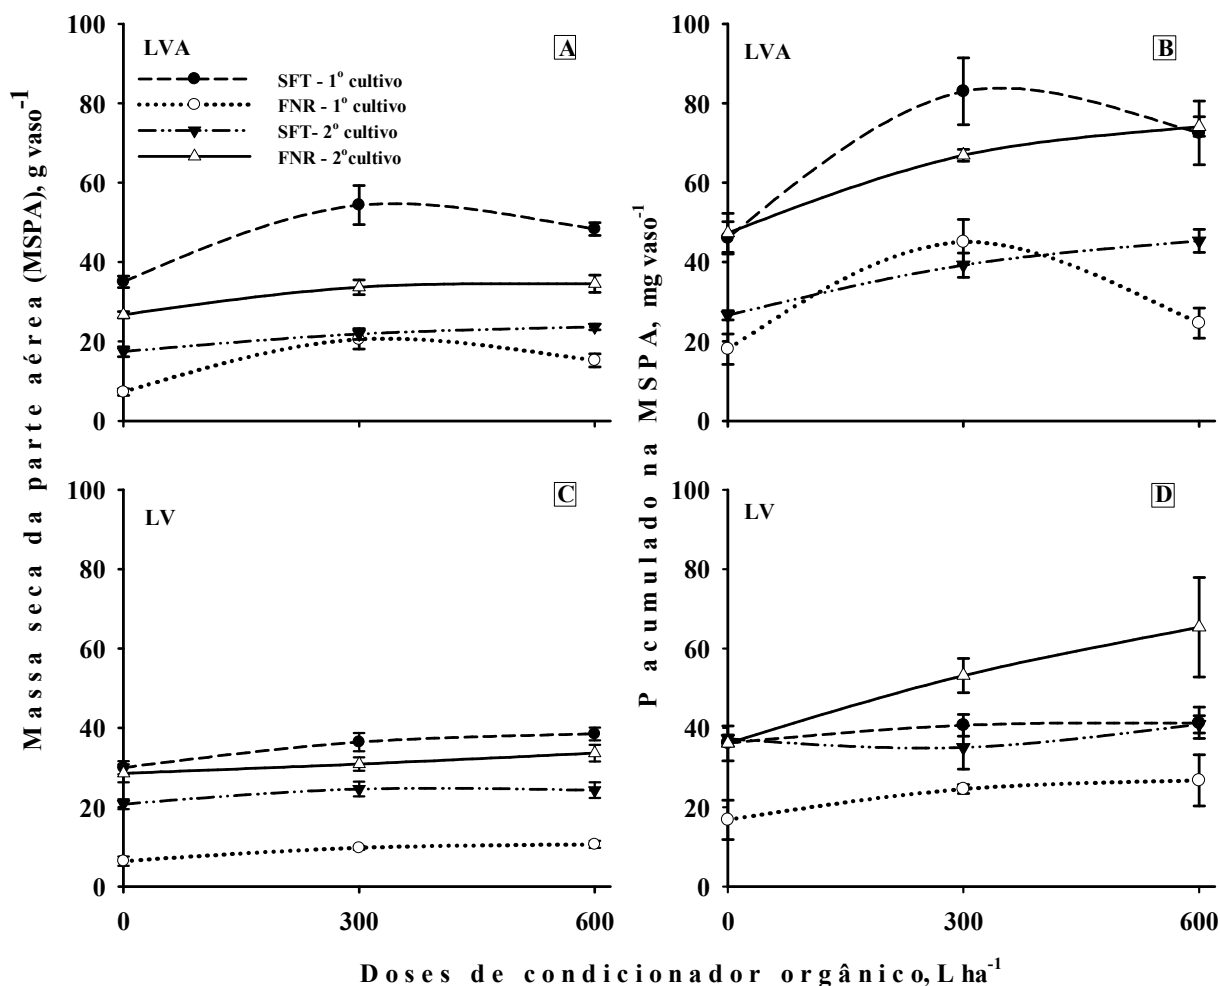 Massa seca da parte aérea (MSPA), g vaso⁻¹
100
80
60
40
20
0
LVA
A
SFT - 1º cultivo
FNR - 1º cultivo
SFT- 2º cultivo
FNR - 2ºcultivo
P acumulado na MSPA, mg vaso⁻¹
100
80
60
40
20
0
LVA
B
100
80
60
40
20
0
LV
C
0
300
600
100
80
60
40
20
0
LV
D
0
300
600
Doses de condicionador orgânico, L ha⁻¹